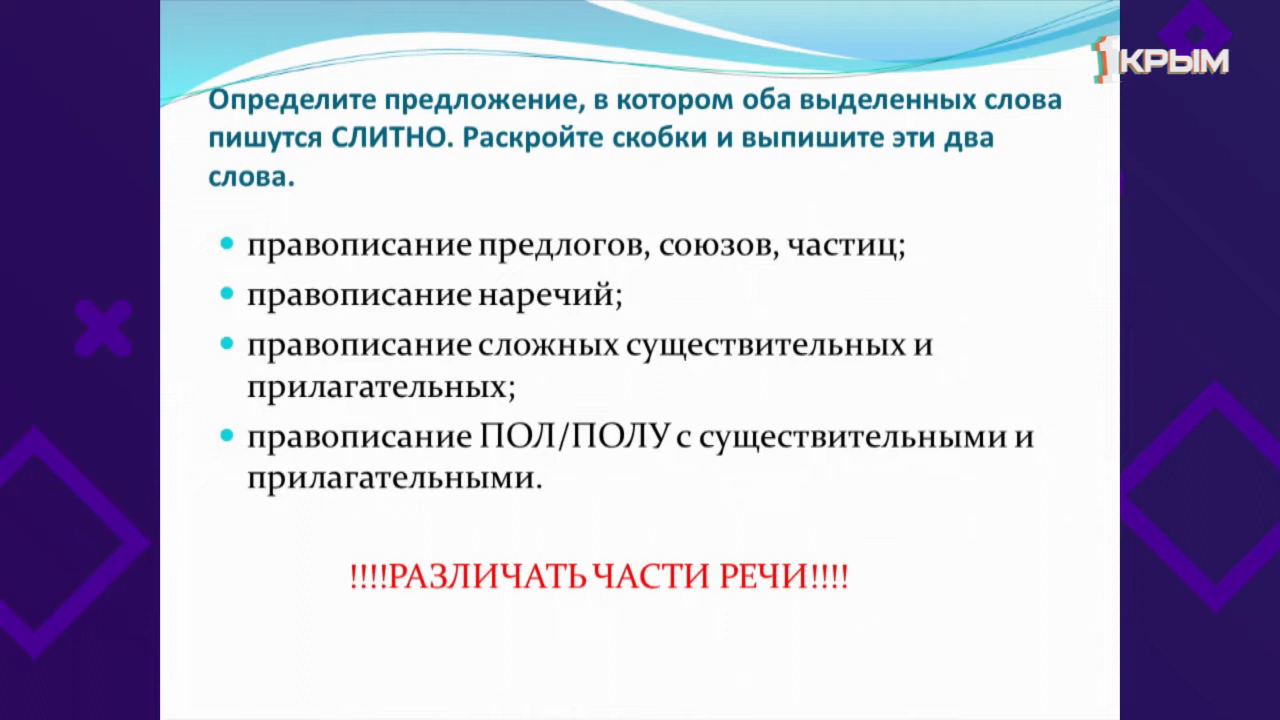 1КРЫМ
Определите предложение, в котором оба выделенных слова
пишутся СЛИТНО. Раскройте скобки и выпишите эти два
слова.
• правописание предлогов, союзов, частиц;
• правописание наречий;
• правописание сложных существительных и
прилагательных;
• правописание ПОЛ/ПОЛУ с существительными и
прилагательными.
!!!!РАЗЛИЧАТЬ ЧАСТИ РЕЧИ!!!!